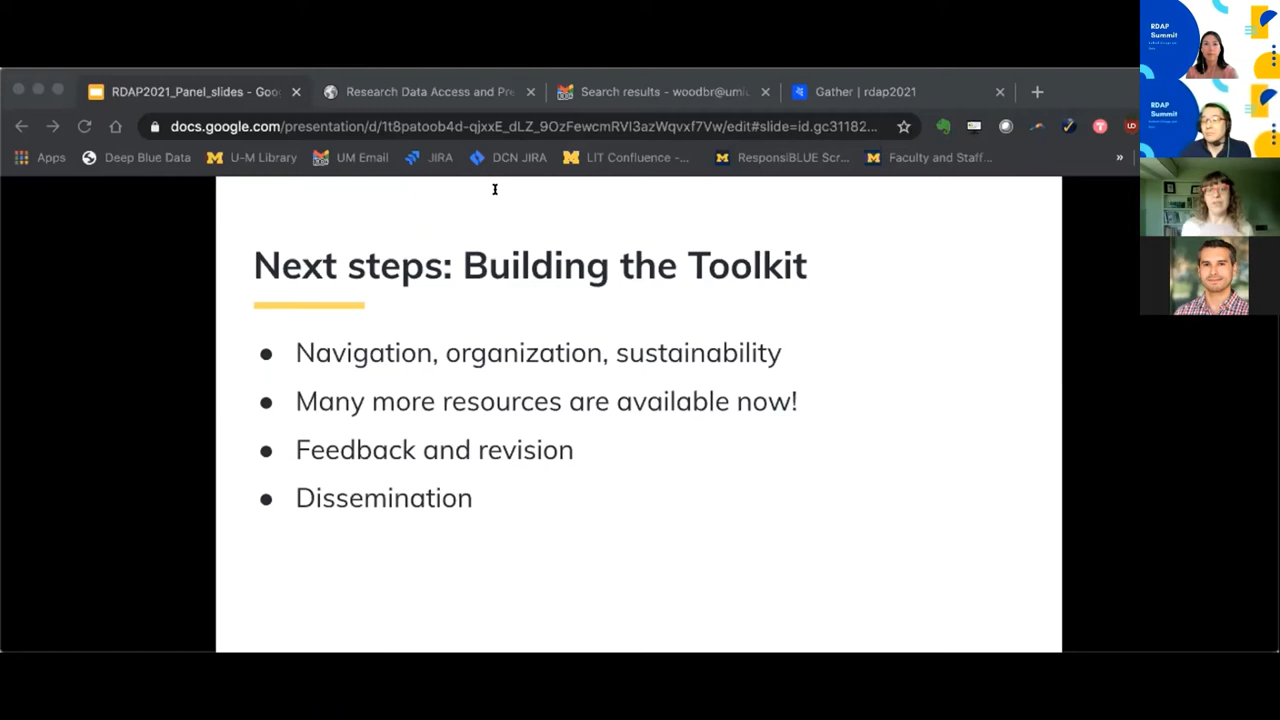 RDAP2021_Panel_slides - Goo
Research Data Access and Pre
Search results - woodbr@umi
Gather | rdap2021
docs.google.com/presentation/d/1t8patoob4d-qjxxE_dLZ_9OzFewcmRVI3azWqvxf7Vw/edit#slide=id.gc31182...
Apps
Deep Blue Data
U-M Library
UM Email
JIRA
DCN JIRA
LIT Confluence -...
ResponsiBLUE Scr...
Faculty and Staff...
»
Next steps: Building the Toolkit
● Navigation, organization, sustainability
● Many more resources are available now!
● Feedback and revision
● Dissemination
RDAP
Summit
RDAP
Summit